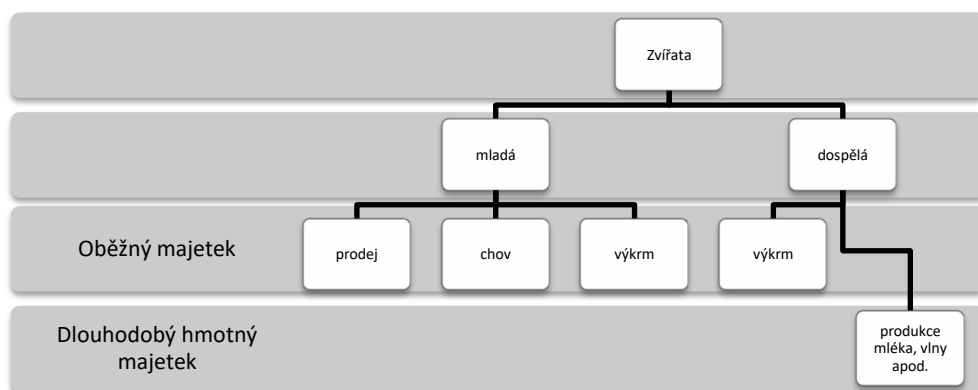 Zvířata
mladá
dospělá
Oběžný majetek
prodej
chov
výkrm
výkrm
Dlouhodobý hmotný
majetek
produkce
mléka, vlny
apod.